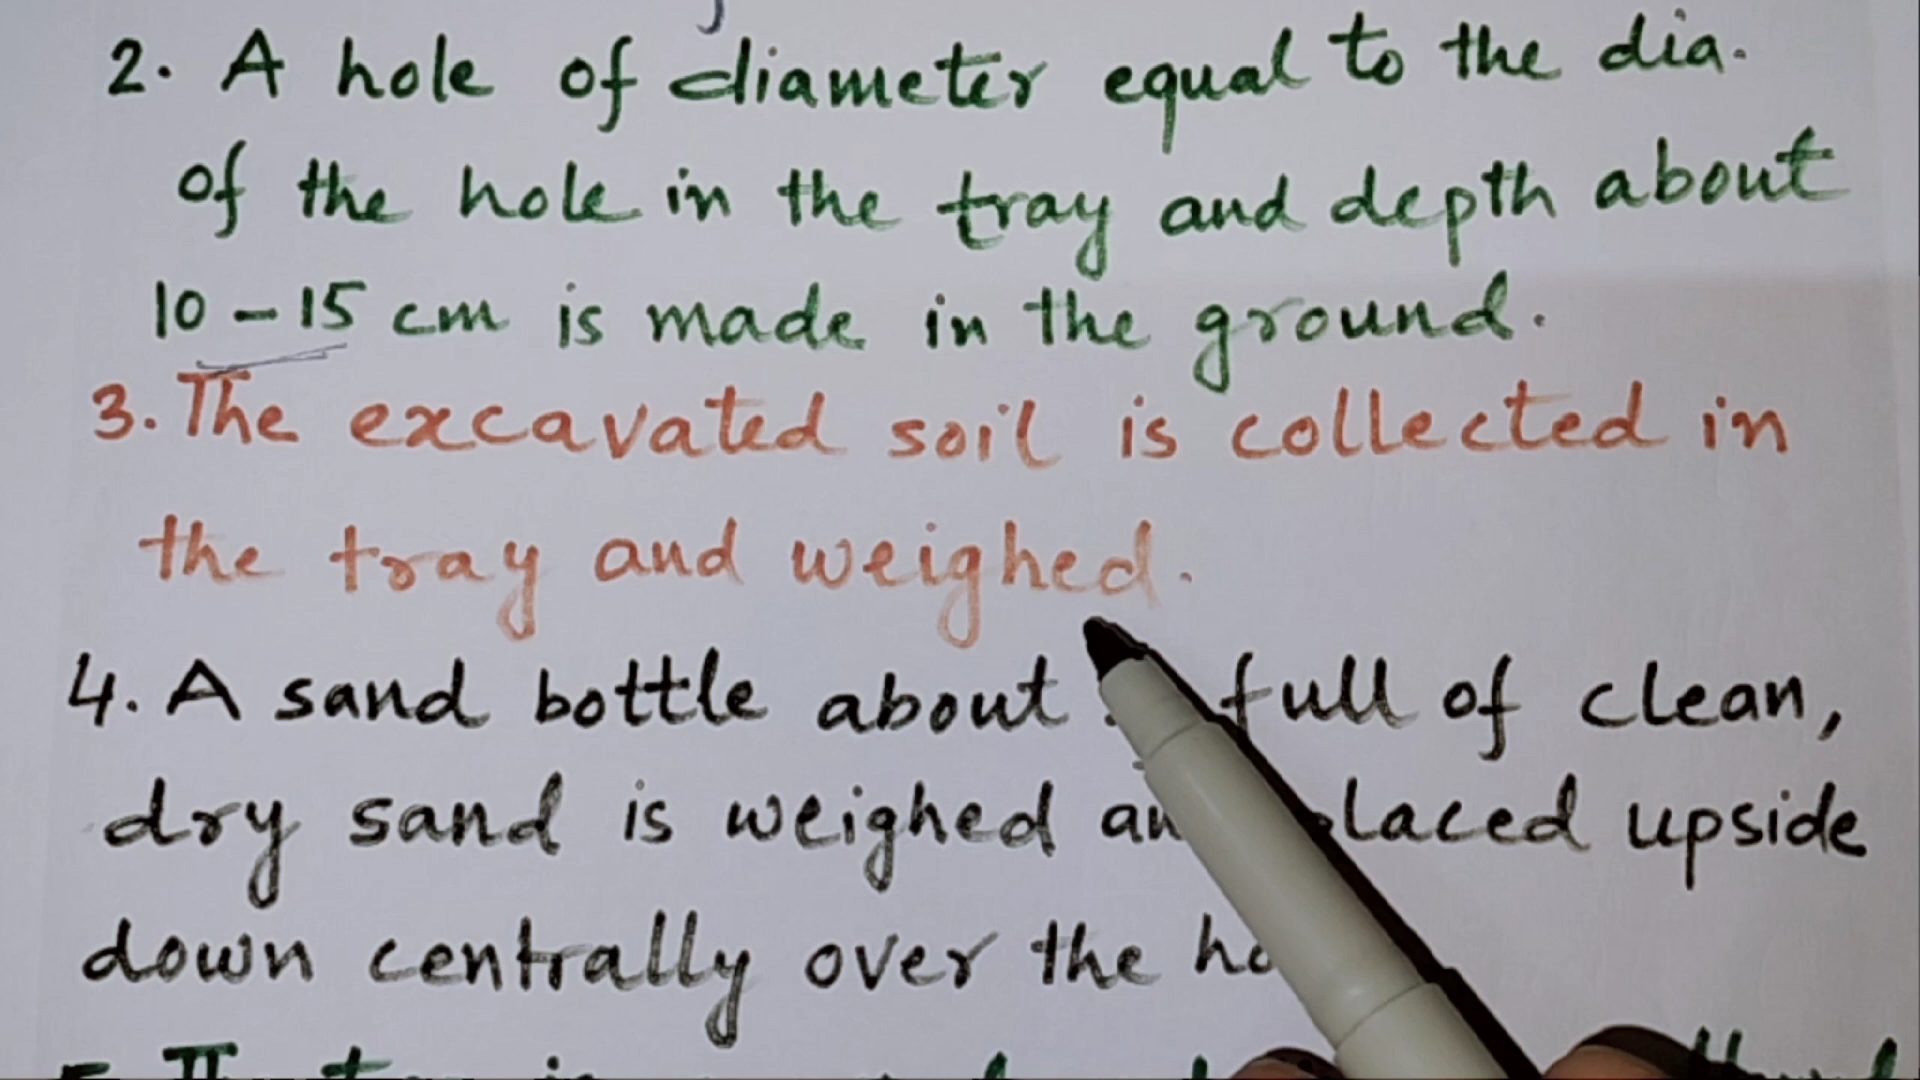 2. A hole of diameter equal to the dia.
of the hole in the tray and depth about
10 - 15 cm is made in the ground.
3. The excavated soil is collected in
the tray and weighed.
4. A sand bottle about full of clean,
dry sand is weighed placed upside
down centrally over the